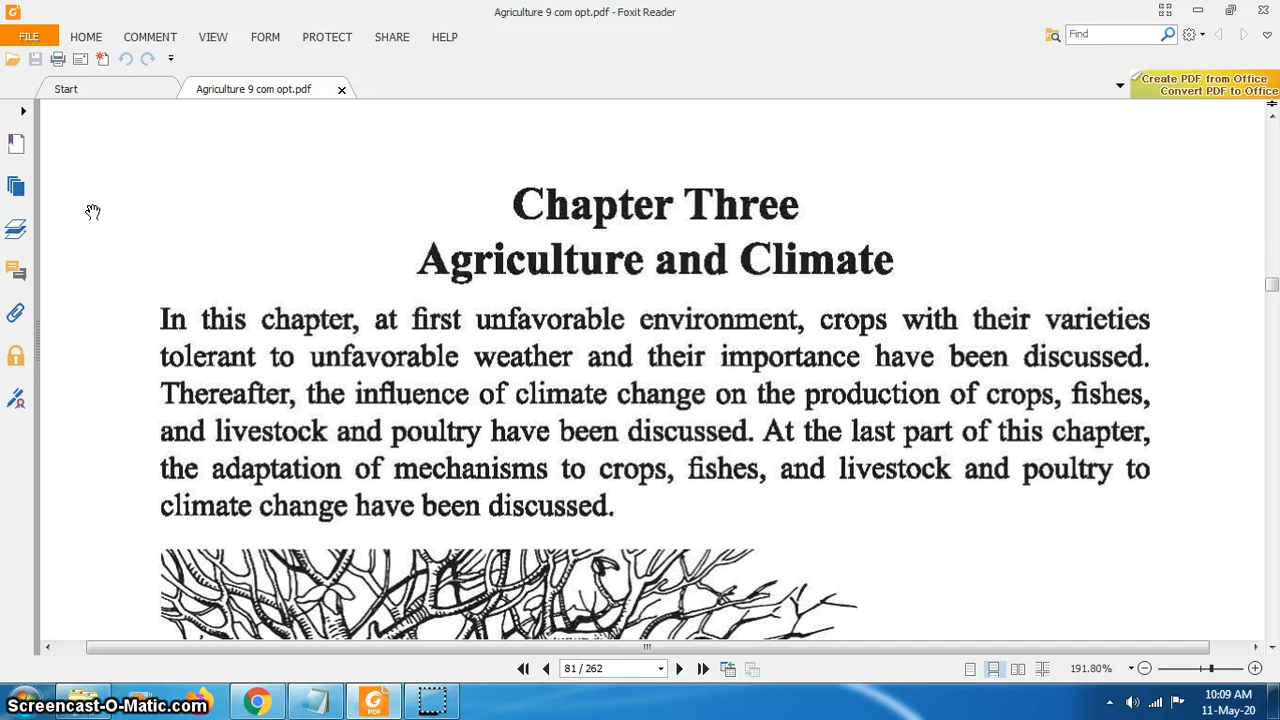 Agriculture 9 com opt.pdf - Foxit Reader
FILE HOME COMMENT VIEW FORM PROTECT SHARE HELP
Find
Start
Agriculture 9 com opt.pdf
Create PDF from Office
Convert PDF to Office
Chapter Three
Agriculture and Climate
In this chapter, at first unfavorable environment, crops with their varieties
tolerant to unfavorable weather and their importance have been discussed.
Thereafter, the influence of climate change on the production of crops, fishes,
and livestock and poultry have been discussed. At the last part of this chapter,
the adaptation of mechanisms to crops, fishes, and livestock and poultry to
climate change have been discussed.
81 / 262
191.80%
PDF
Screencast-O-Matic.com
10:09 AM
11-May-20